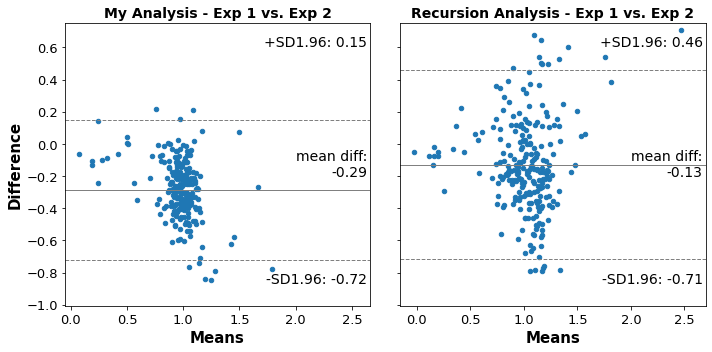 My Analysis - Exp 1 vs. Exp 2
Recursion Analysis - Exp 1 vs. Exp 2
Difference
0.6
0.4
0.2
0.0
−0.2
−0.4
−0.6
−0.8
−1.0
+SD1.96: 0.15
mean diff:
-0.29
-SD1.96: -0.72
+SD1.96: 0.46
mean diff:
-0.13
-SD1.96: -0.71
0.0 0.5 1.0 1.5 2.0 2.5
0.0 0.5 1.0 1.5 2.0 2.5
Means
Means